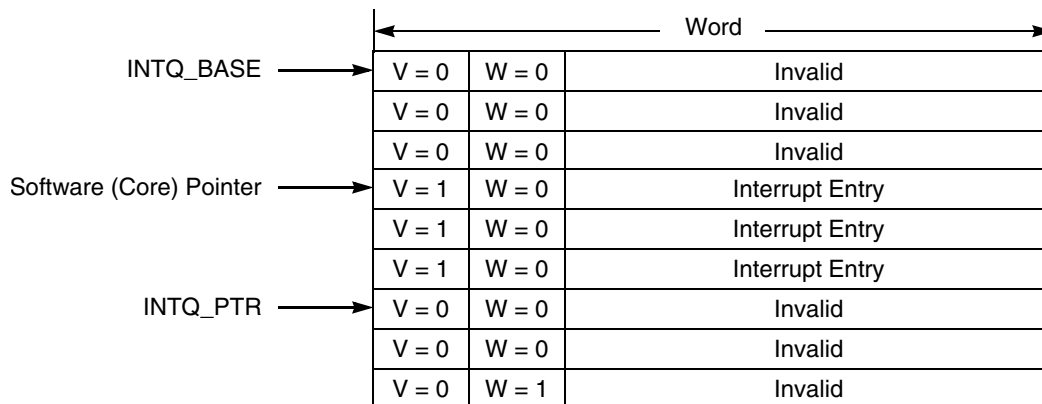 Word
INTQ_BASE V = 0 W = 0 Invalid
V = 0 W = 0 Invalid
V = 0 W = 0 Invalid
Software (Core) Pointer V = 1 W = 0 Interrupt Entry
V = 1 W = 0 Interrupt Entry
V = 1 W = 0 Interrupt Entry
INTQ_PTR V = 0 W = 0 Invalid
V = 0 W = 0 Invalid
V = 0 W = 1 Invalid